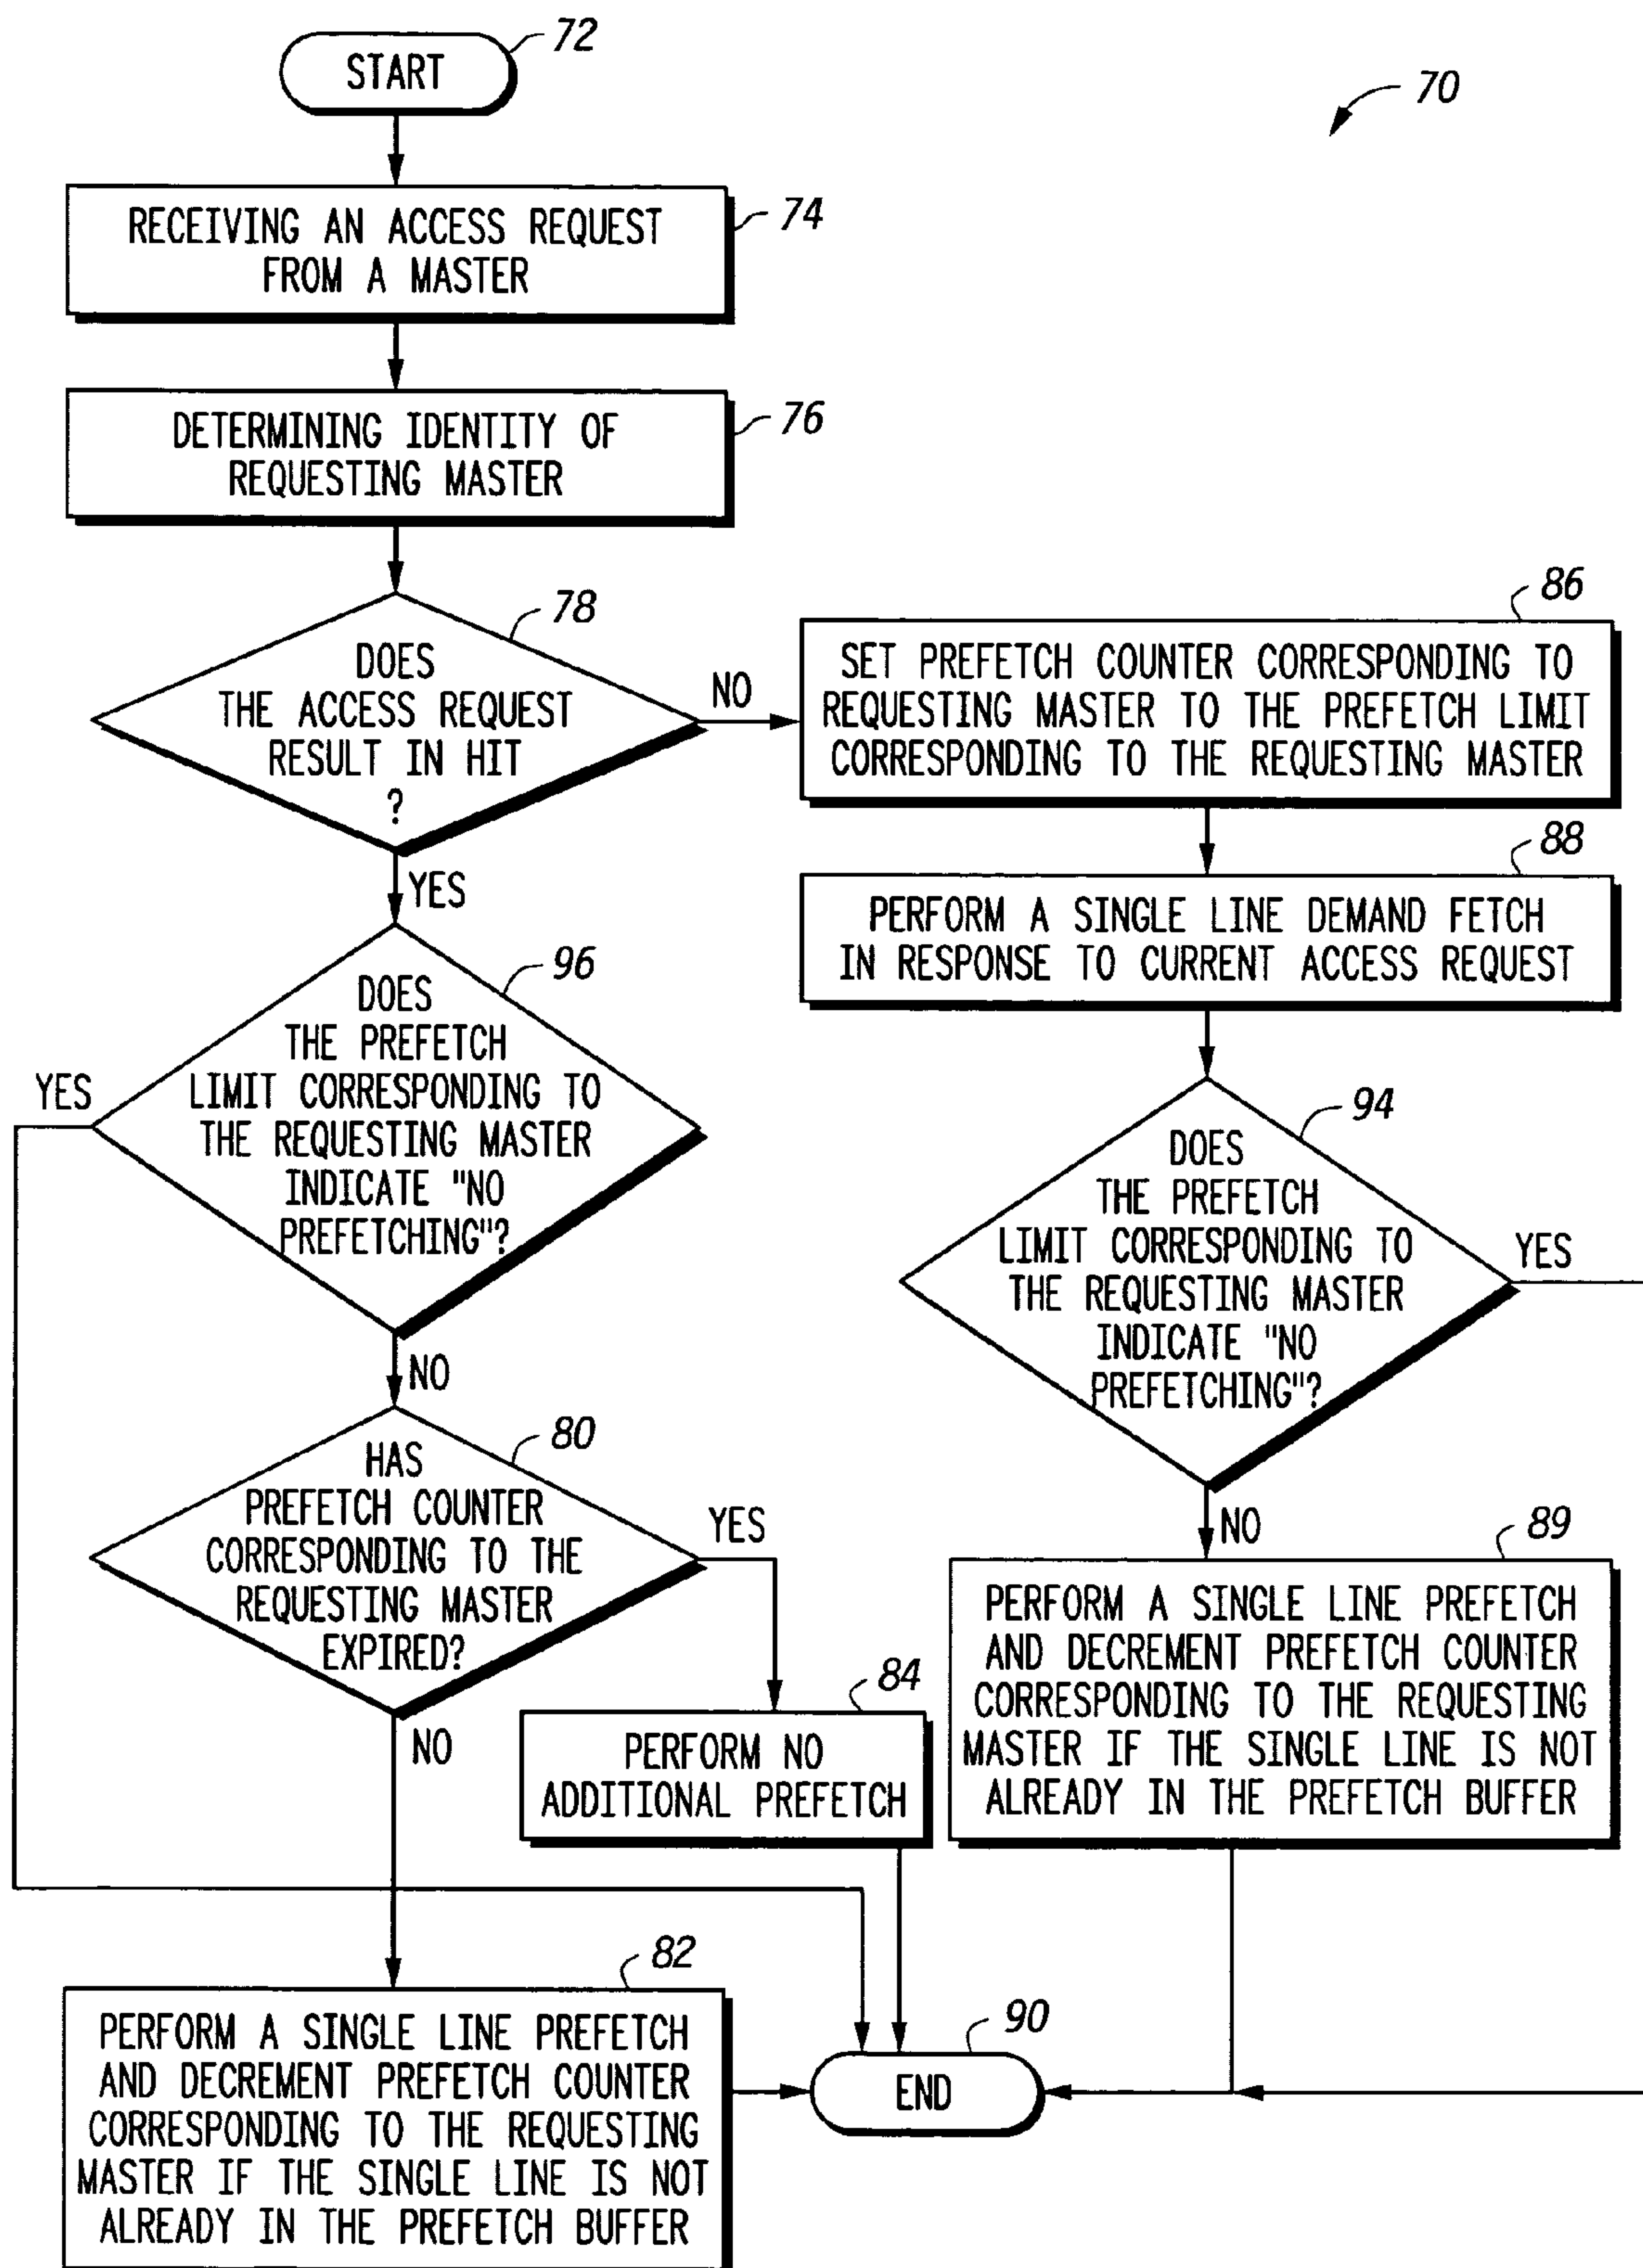 START
72
70
RECEIVING AN ACCESS REQUEST
FROM A MASTER
74
DETERMINING IDENTITY OF
REQUESTING MASTER
76
DOES
THE ACCESS REQUEST
RESULT IN HIT
?
78
NO
YES
SET PREFETCH COUNTER CORRESPONDING TO
REQUESTING MASTER TO THE PREFETCH LIMIT
CORRESPONDING TO THE REQUESTING MASTER
86
PERFORM A SINGLE LINE DEMAND FETCH
IN RESPONSE TO CURRENT ACCESS REQUEST
88
DOES
THE PREFETCH
LIMIT CORRESPONDING TO
THE REQUESTING MASTER
INDICATE "NO
PREFETCHING"?
96
YES
NO
DOES
THE PREFETCH
LIMIT CORRESPONDING TO
THE REQUESTING MASTER
INDICATE "NO
PREFETCHING"?
94
YES
NO
HAS
PREFETCH COUNTER
CORRESPONDING TO THE
REQUESTING MASTER
EXPIRED?
80
YES
NO
PERFORM NO
ADDITIONAL PREFETCH
84
PERFORM A SINGLE LINE PREFETCH
AND DECREMENT PREFETCH COUNTER
CORRESPONDING TO THE REQUESTING
MASTER IF THE SINGLE LINE IS NOT
ALREADY IN THE PREFETCH BUFFER
89
PERFORM A SINGLE LINE PREFETCH
AND DECREMENT PREFETCH COUNTER
CORRESPONDING TO THE REQUESTING
MASTER IF THE SINGLE LINE IS NOT
ALREADY IN THE PREFETCH BUFFER
82
END
90